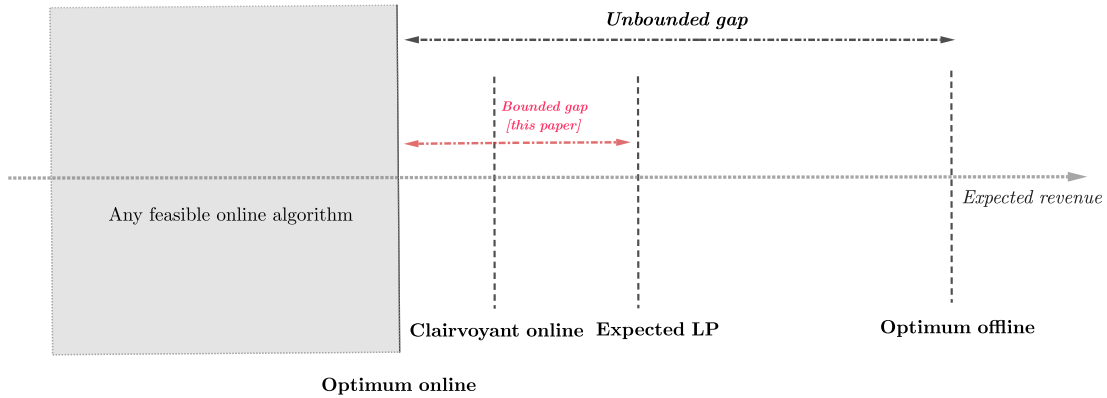 Unbounded gap
Bounded gap
[this paper]
Expected revenue
Any feasible online algorithm
Clairvoyant online
Expected LP
Optimum offline
Optimum online